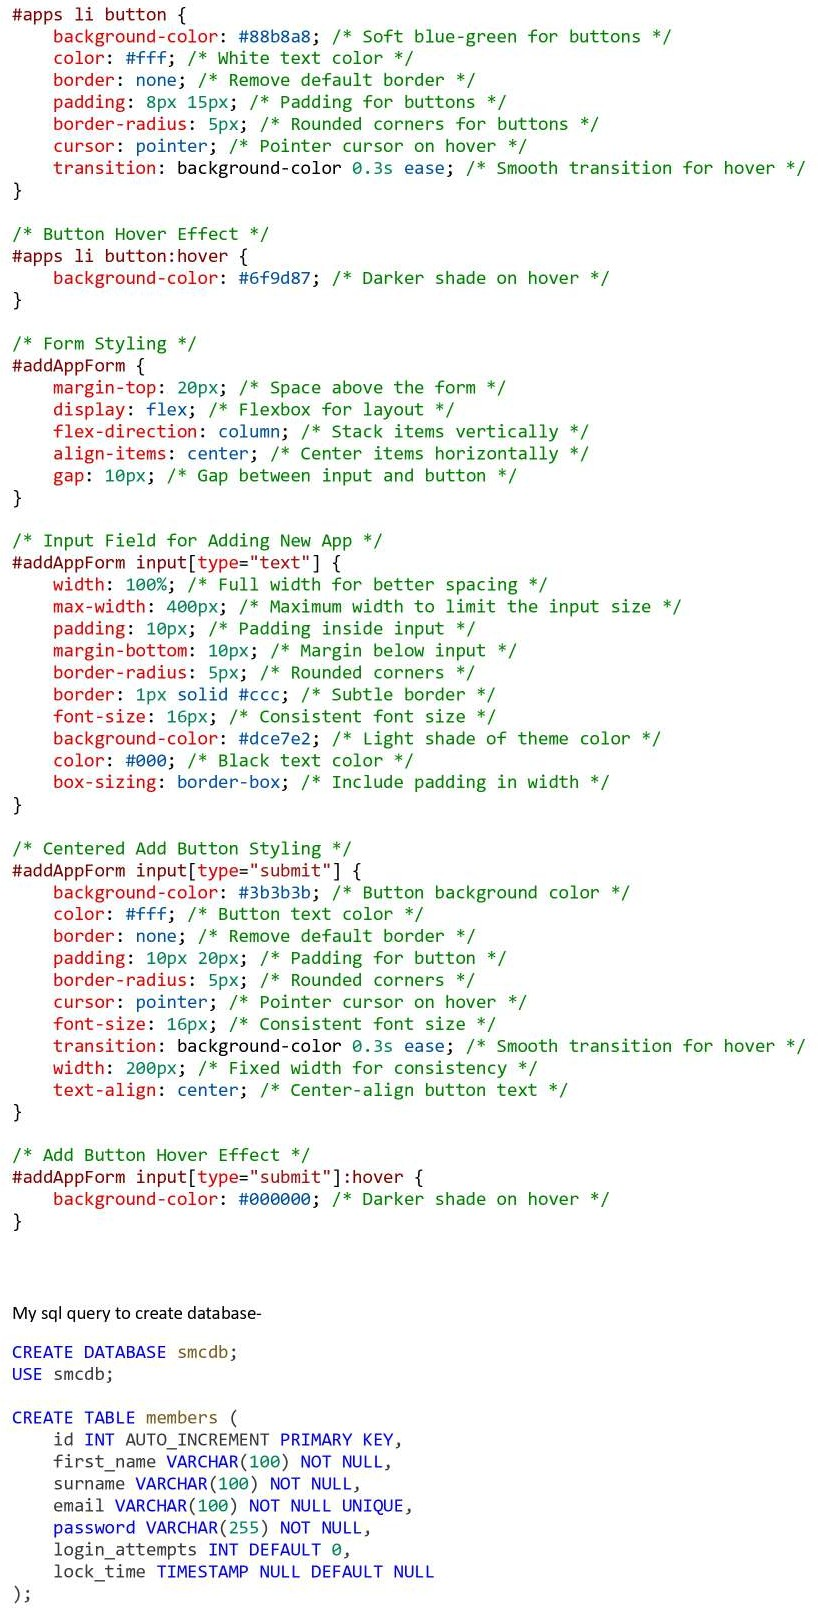 #apps li button {
    background-color: #88b8a8; /* Soft blue-green for buttons */
    color: #fff; /* White text color */
    border: none; /* Remove default border */
    padding: 8px 15px; /* Padding for buttons */
    border-radius: 5px; /* Rounded corners for buttons */
    cursor: pointer; /* Pointer cursor on hover */
    transition: background-color 0.3s ease; /* Smooth transition for hover */
}

/* Button Hover Effect */
#apps li button:hover {
    background-color: #6f9d87; /* Darker shade on hover */
}

/* Form Styling */
#addAppForm {
    margin-top: 20px; /* Space above the form */
    display: flex; /* Flexbox for layout */
    flex-direction: column; /* Stack items vertically */
    align-items: center; /* Center items horizontally */
    gap: 10px; /* Gap between input and button */
}

/* Input Field for Adding New App */
#addAppForm input[type="text"] {
    width: 100%; /* Full width for better spacing */
    max-width: 400px; /* Maximum width to limit the input size */
    padding: 10px; /* Padding inside input */
    margin-bottom: 10px; /* Margin below input */
    border-radius: 5px; /* Rounded corners */
    border: 1px solid #ccc; /* Subtle border */
    font-size: 16px; /* Consistent font size */
    background-color: #dce7e2; /* Light shade of theme color */
    color: #000; /* Black text color */
    box-sizing: border-box; /* Include padding in width */
}

/* Centered Add Button Styling */
#addAppForm input[type="submit"] {
    background-color: #3b3b3b; /* Button background color */
    color: #fff; /* Button text color */
    border: none; /* Remove default border */
    padding: 10px 20px; /* Padding for button */
    border-radius: 5px; /* Rounded corners */
    cursor: pointer; /* Pointer cursor on hover */
    font-size: 16px; /* Consistent font size */
    transition: background-color 0.3s ease; /* Smooth transition for hover */
    width: 200px; /* Fixed width for consistency */
    text-align: center; /* Center-align button text */
}

/* Add Button Hover Effect */
#addAppForm input[type="submit"]:hover {
    background-color: #000000; /* Darker shade on hover */
}

My sql query to create database-

CREATE DATABASE smcdb;
USE smcdb;

CREATE TABLE members (
    id INT AUTO_INCREMENT PRIMARY KEY,
    first_name VARCHAR(100) NOT NULL,
    surname VARCHAR(100) NOT NULL,
    email VARCHAR(100) NOT NULL UNIQUE,
    password VARCHAR(255) NOT NULL,
    login_attempts INT DEFAULT 0,
    lock_time TIMESTAMP NULL DEFAULT NULL
);